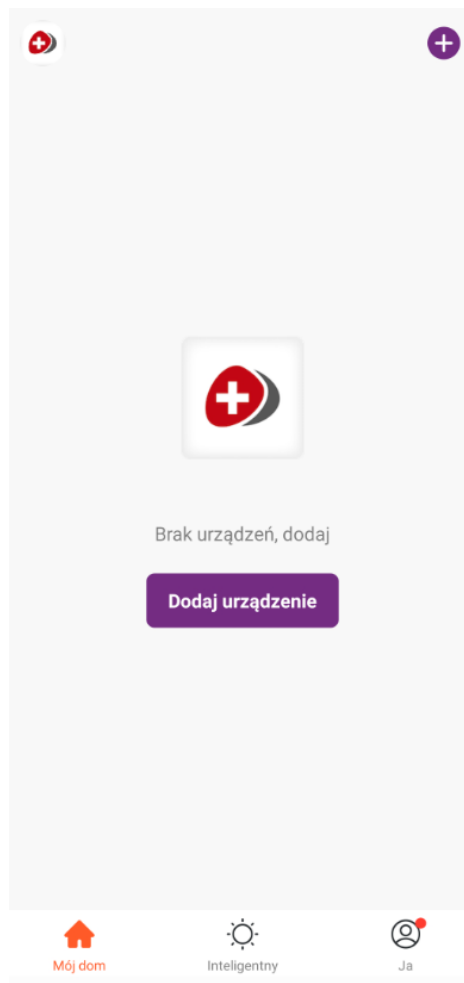 Brak urządzeń, dodaj
Dodaj urządzenie
Mój dom
Inteligentny
Ja